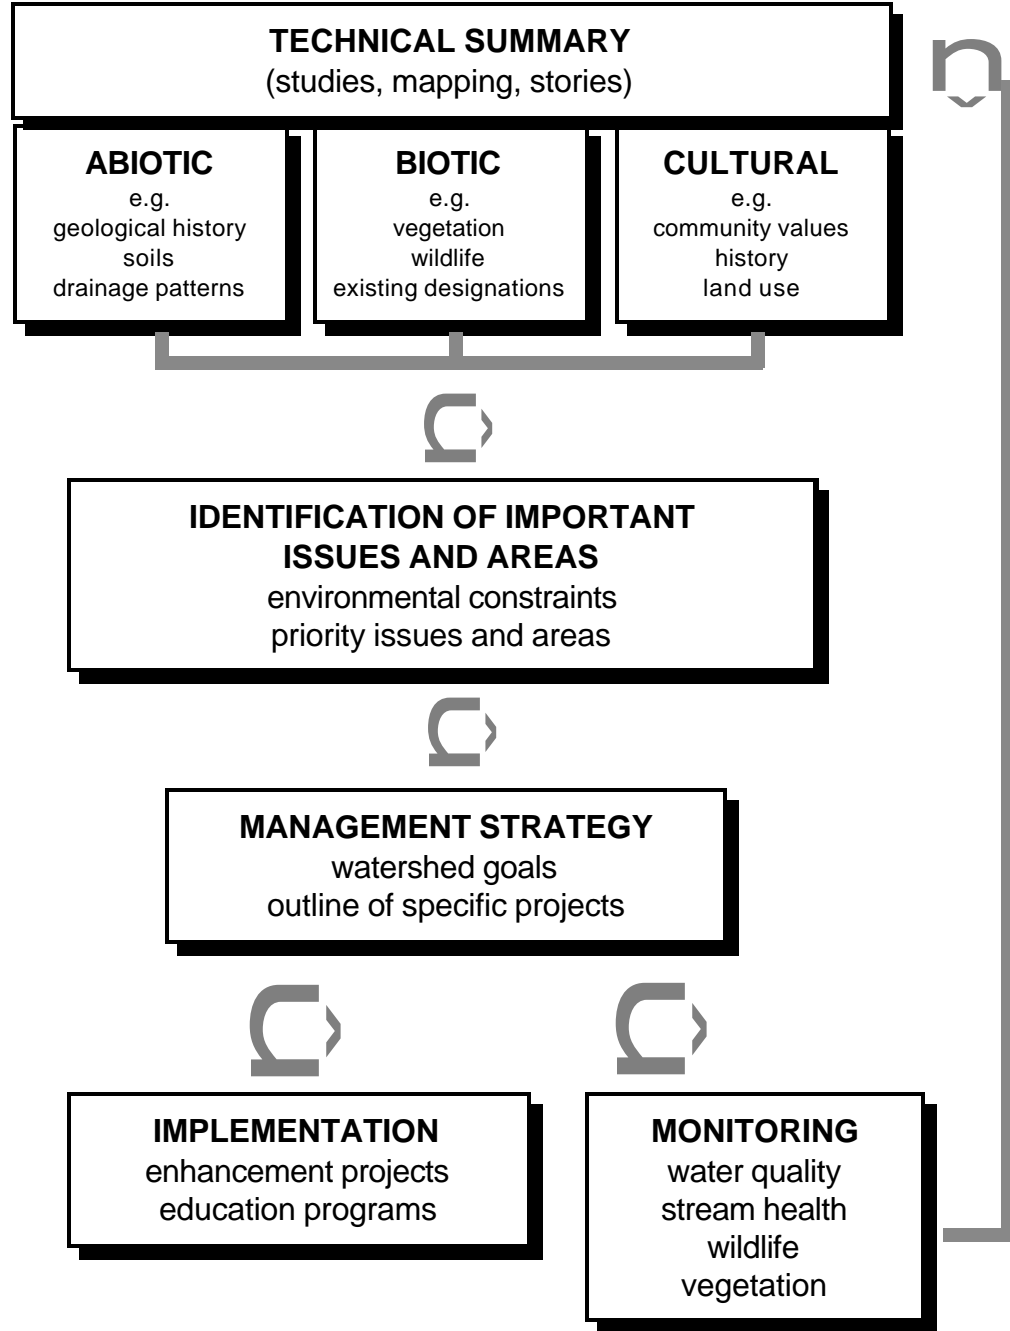 TECHNICAL SUMMARY
(studies, mapping, stories)
ABIOTIC
e.g.
geological history
soils
drainage patterns
BIOTIC
e.g.
vegetation
wildlife
existing designations
CULTURAL
e.g.
community values
history
land use
IDENTIFICATION OF IMPORTANT
ISSUES AND AREAS
environmental constraints
priority issues and areas
MANAGEMENT STRATEGY
watershed goals
outline of specific projects
IMPLEMENTATION
enhancement projects
education programs
MONITORING
water quality
stream health
wildlife
vegetation